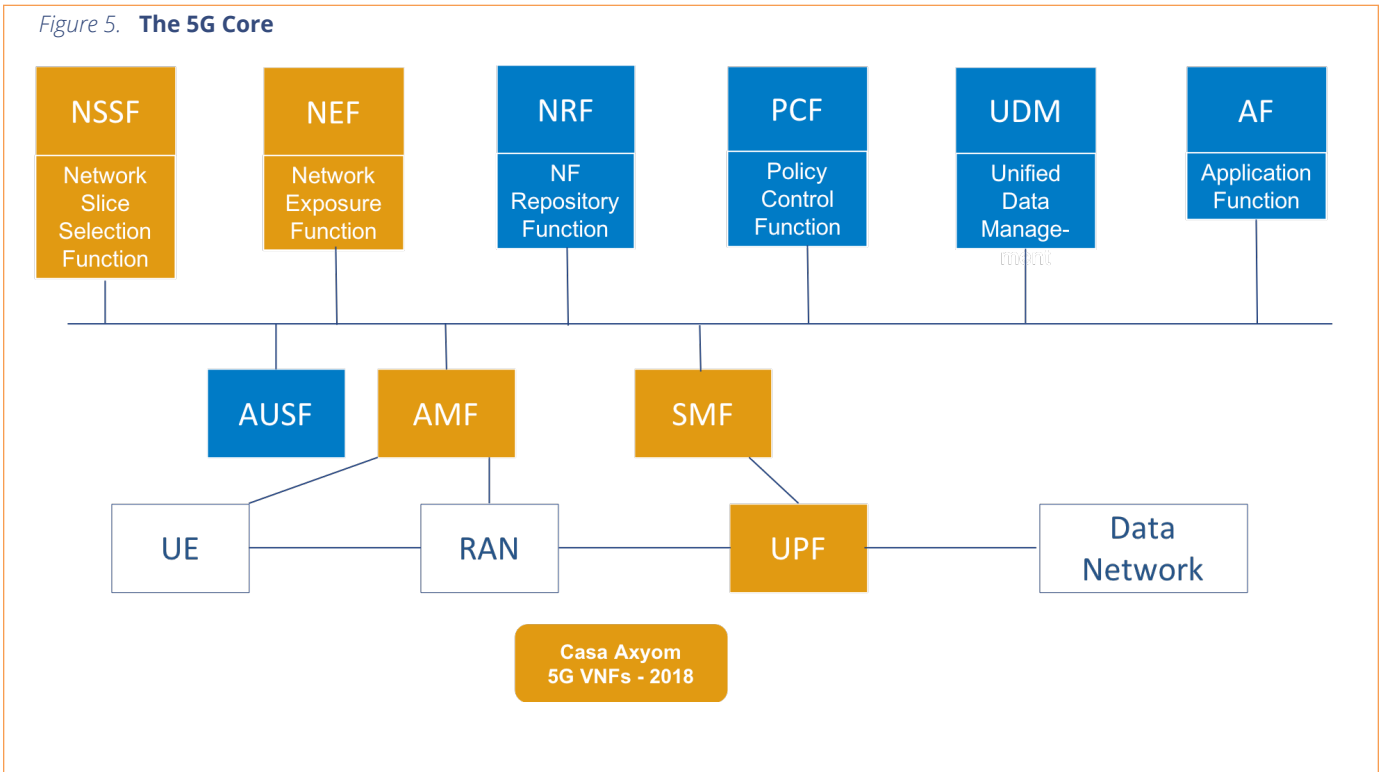 Figure 5. The 5G Core
NSSF
Network
Slice
Selection
Function
NEF
Network
Exposure
Function
NRF
NF
Repository
Function
PCF
Policy
Control
Function
UDM
Unified
Data
Manage-
ment
AF
Application
Function
AUSF
AMF
SMF
UE
RAN
UPF
Data
Network
Casa Axyom
5G VNFs - 2018